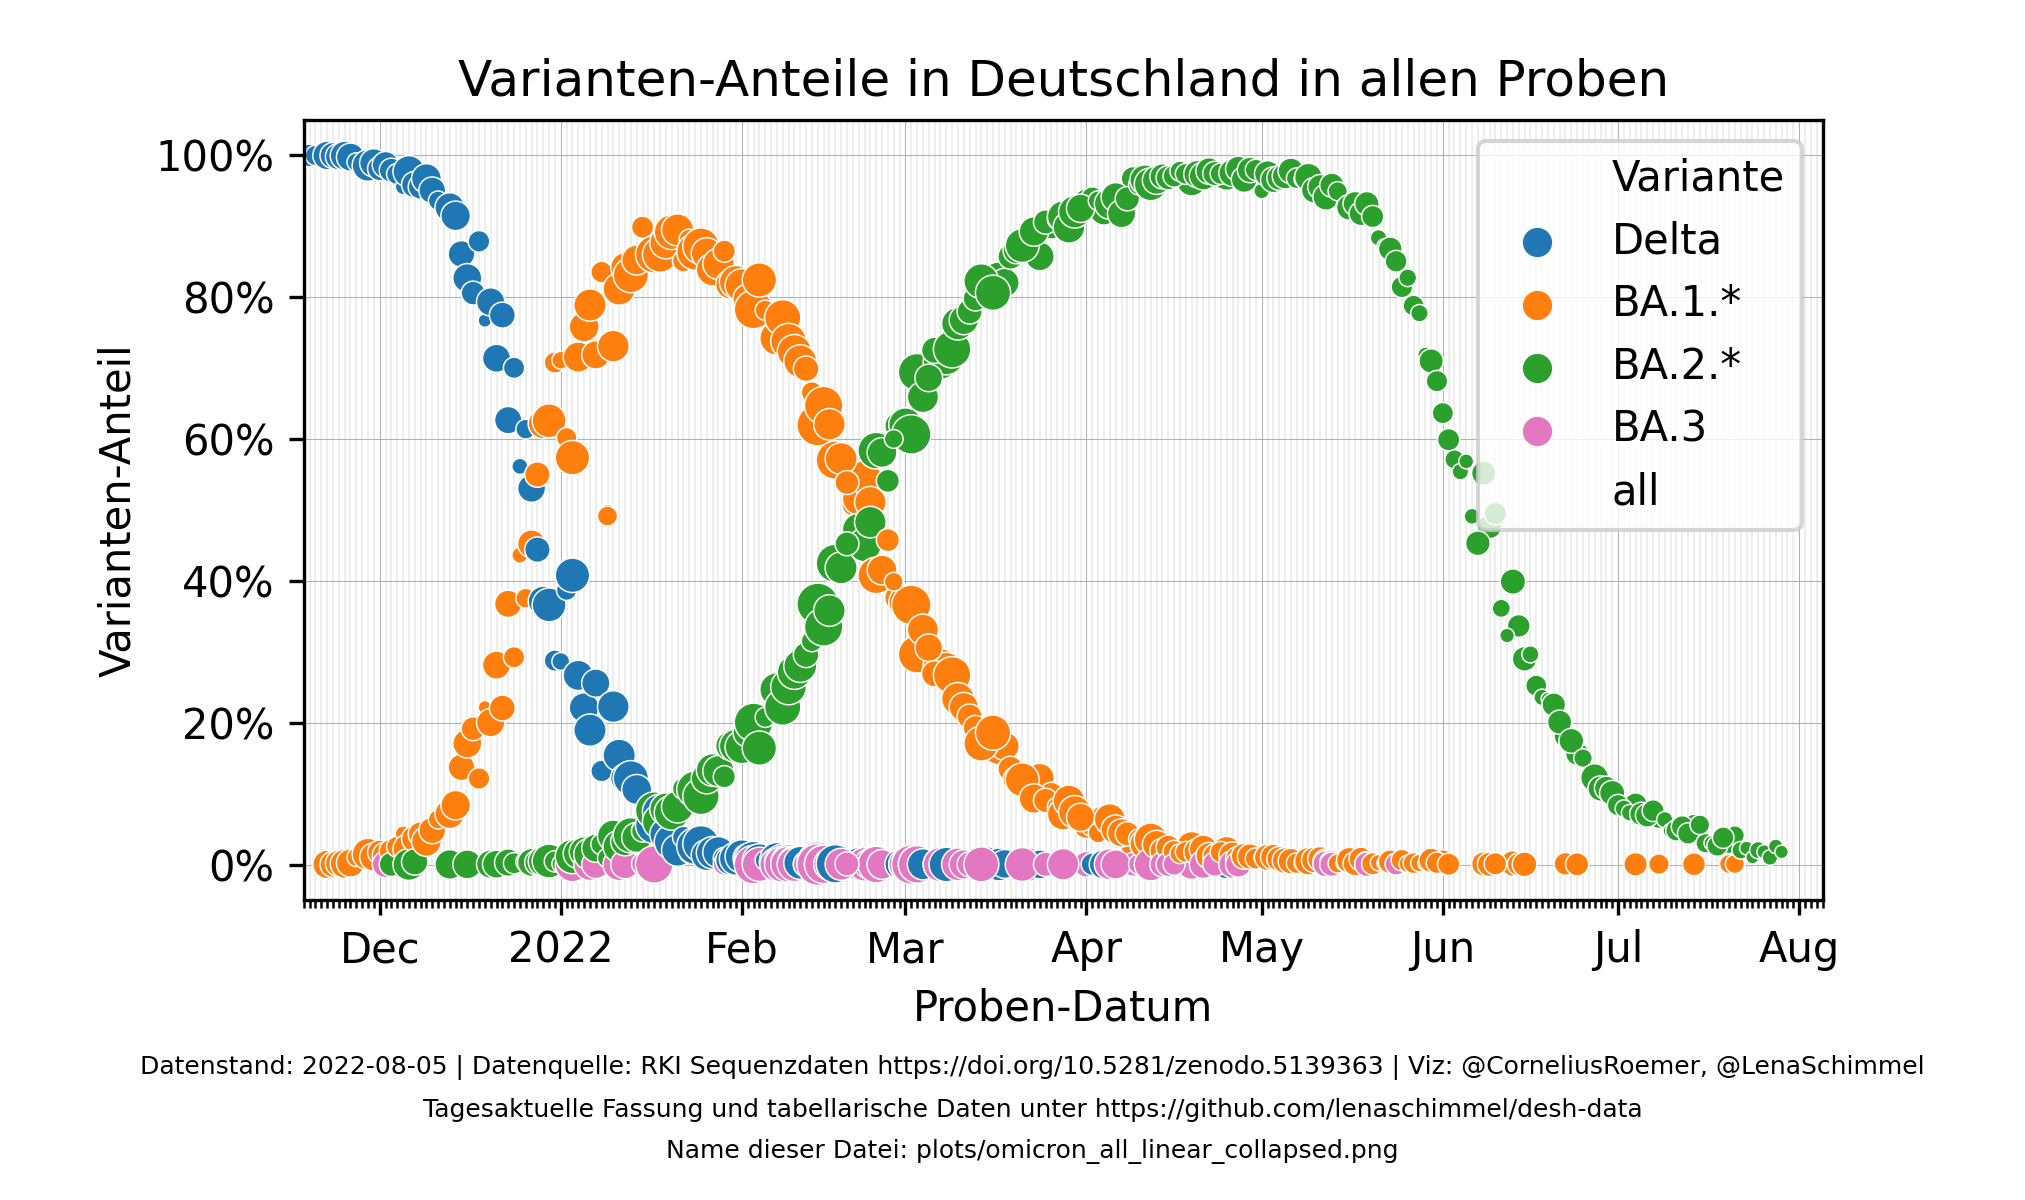 Varianten-Anteile in Deutschland in allen Proben
Varianten-Anteil
100%
80%
60%
40%
20%
0%
Variante
Delta
BA.1.*
BA.2.*
BA.3
all
Dec 2022 Feb Mar Apr May Jun Jul Aug
Proben-Datum
Datenstand: 2022-08-05 | Datenquelle: RKI Sequenzdaten https://doi.org/10.5281/zenodo.5139363 | Viz: @CorneliusRoemer, @LenaSchimmel
Tagesaktuelle Fassung und tabellarische Daten unter https://github.com/lenaschimmel/desh-data
Name dieser Datei: plots/omicron_all_linear_collapsed.png